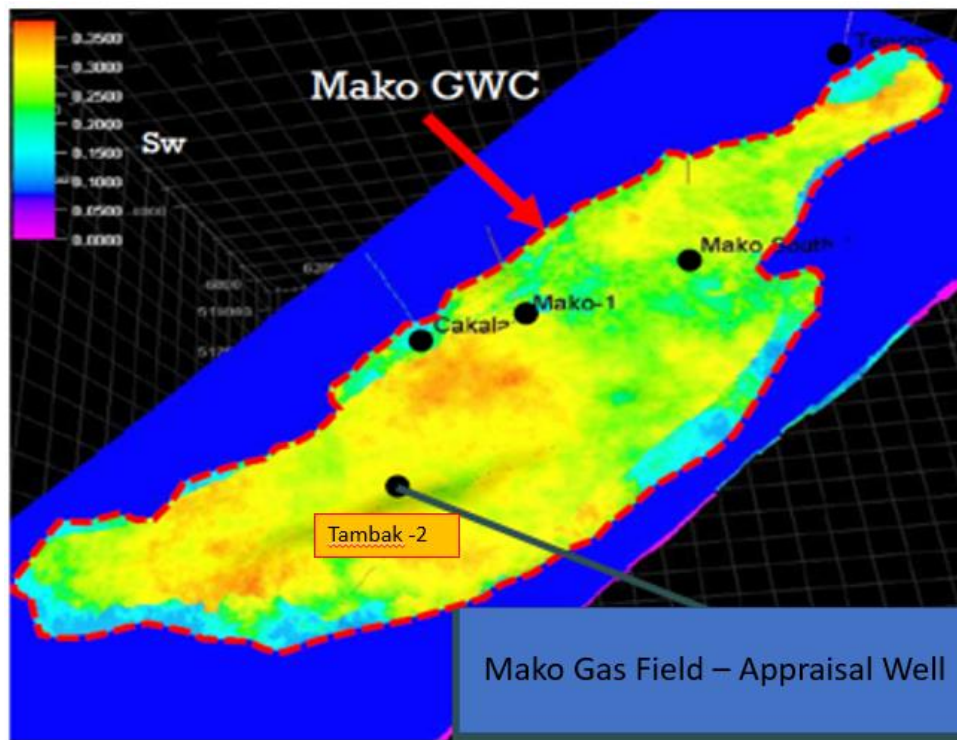 0.3500
0.3000
0.2500
0.2000
0.1500
0.1000
0.0500
0.0000
Sw
Mako GWC
Mako South
Mako-1
Cakala
Tambak -2
Mako Gas Field – Appraisal Well